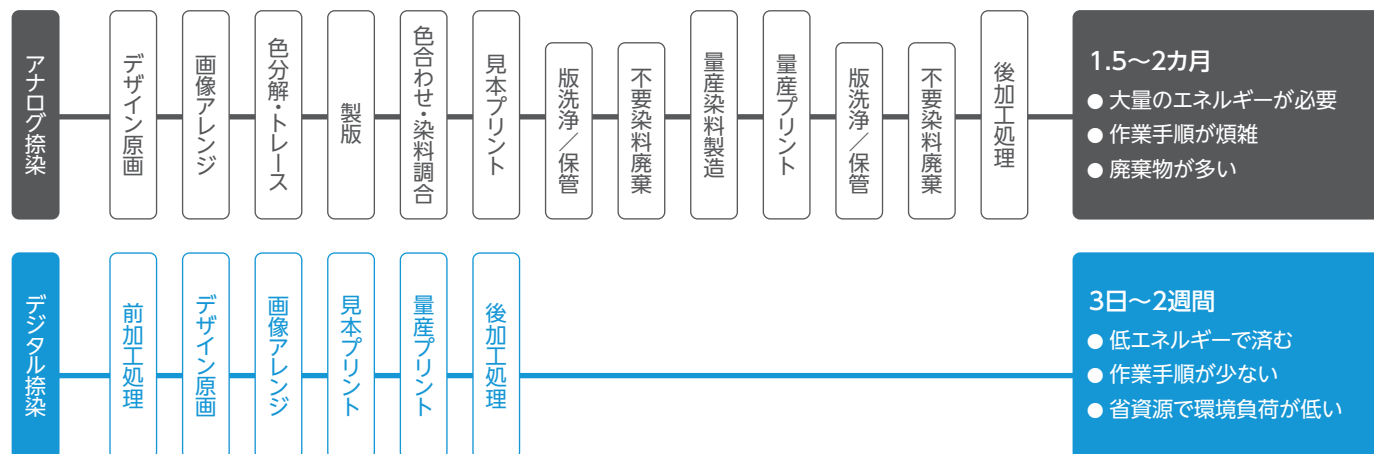 アナログ捺染
デザイン原画
画像アレンジ
色分解・トレース
製版
色合わせ・染料調合
見本プリント
版洗浄／保管
不要染料廃棄
量産染料製造
量産プリント
版洗浄／保管
不要染料廃棄
後加工処理
1.5〜2カ月
● 大量のエネルギーが必要
● 作業手順が煩雑
● 廃棄物が多い
デジタル捺染
前加工処理
デザイン原画
画像アレンジ
見本プリント
量産プリント
後加工処理
3日〜2週間
● 低エネルギーで済む
● 作業手順が少ない
● 省資源で環境負荷が低い